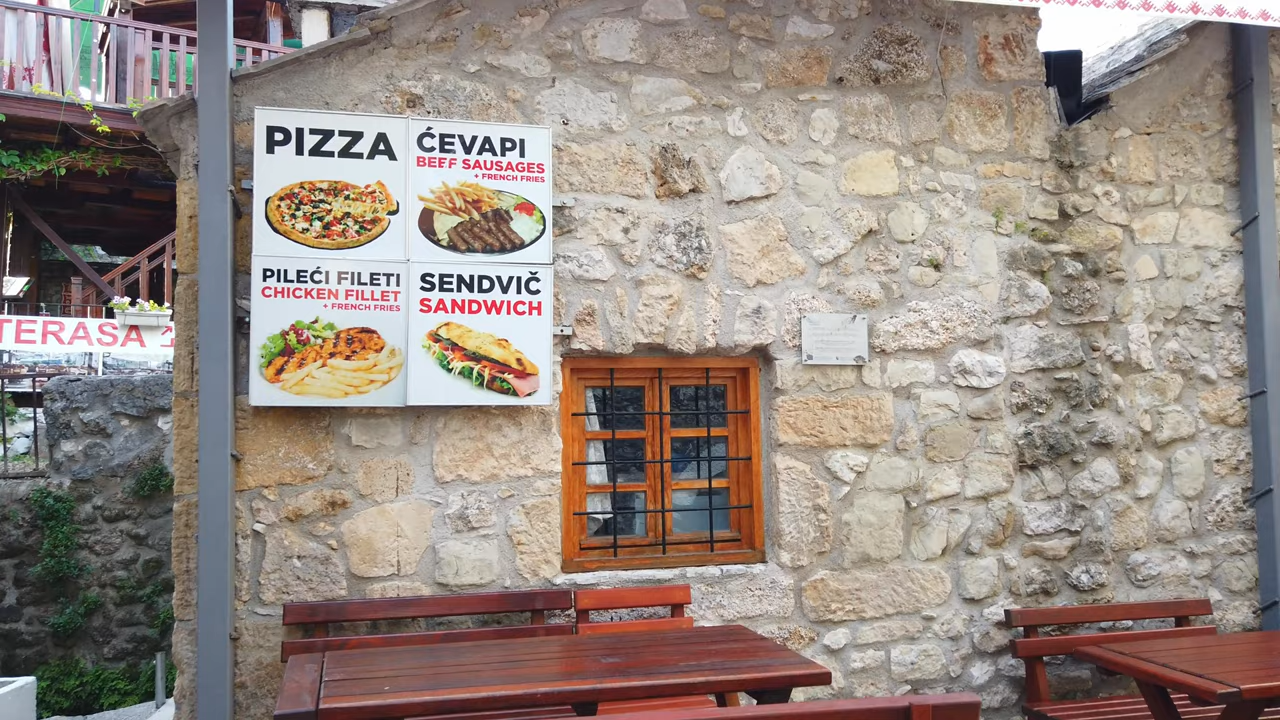 PIZZA
ĆEVAPI
BEEF SAUSAGES
+ FRENCH FRIES
PILEĆI FILETI
CHICKEN FILLET
+ FRENCH FRIES
SENDVIČ
SANDWICH
TERASA